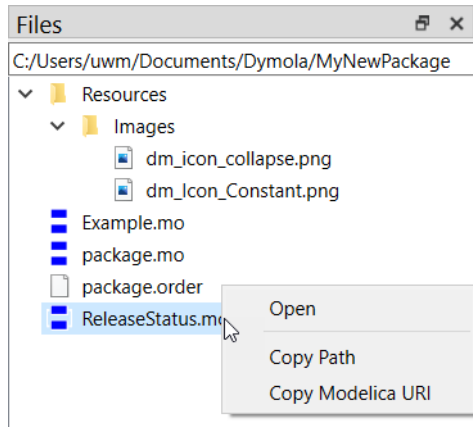 Files
C:/Users/uwm/Documents/Dymola/MyNewPackage
Resources
Images
dm_icon_collapse.png
dm_Icon_Constant.png
Example.mo
package.mo
package.order
ReleaseStatus.mo
Open
Copy Path
Copy Modelica URI